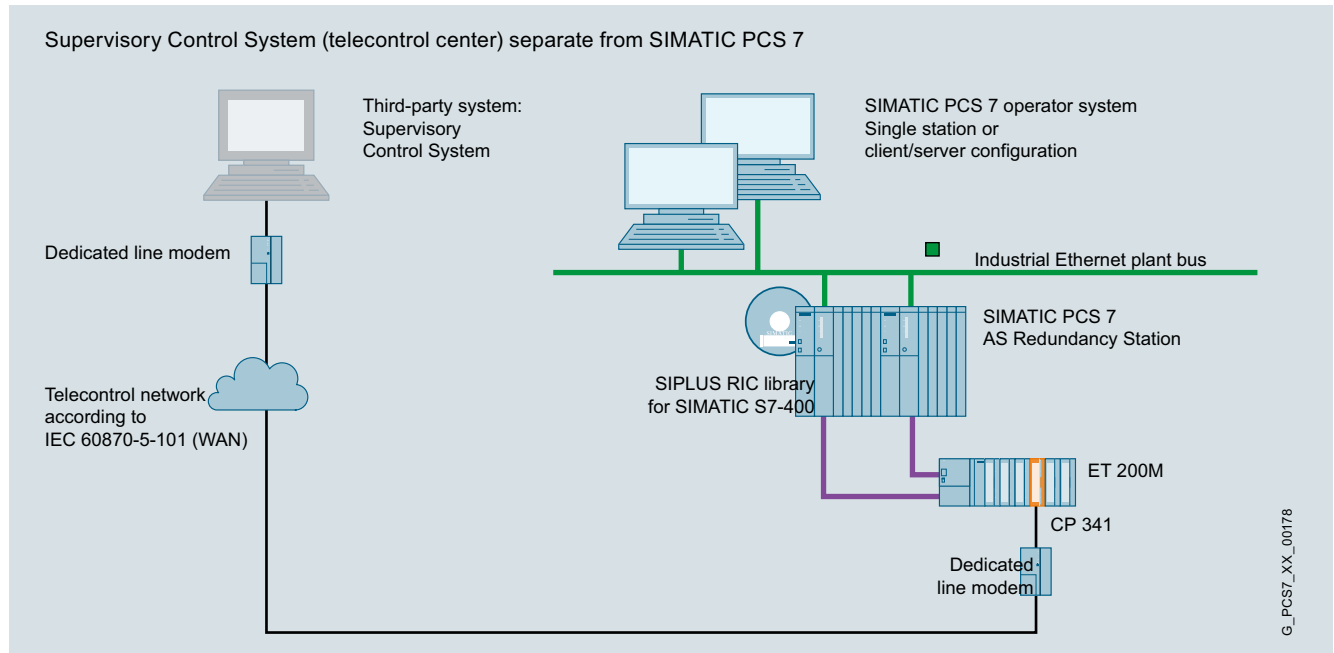 Supervisory Control System (telecontrol center) separate from SIMATIC PCS 7
Third-party system:
Supervisory
Control System
SIMATIC PCS 7 operator system
Single station or
client/server configuration
Dedicated line modem
Industrial Ethernet plant bus
SIMATIC PCS 7
AS Redundancy Station
SIPLUS RIC library
for SIMATIC S7-400
Telecontrol network
according to
IEC 60870-5-101 (WAN)
ET 200M
CP 341
Dedicated
line modem
G_PCS7_XX_00178